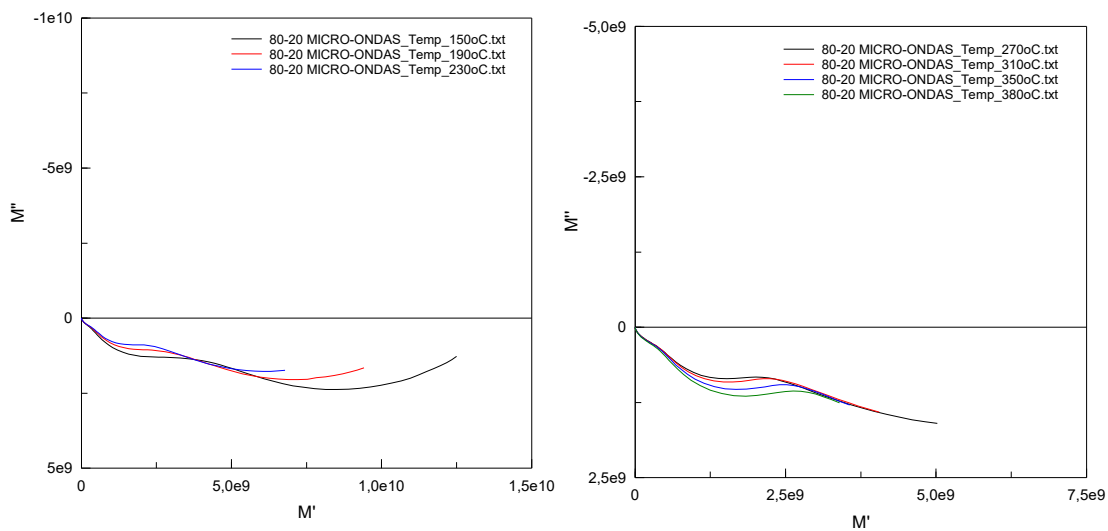 -1e10
80-20 MICRO-ONDAS_Temp_150oC.txt
80-20 MICRO-ONDAS_Temp_190oC.txt
80-20 MICRO-ONDAS_Temp_230oC.txt
-5e9
M''
0
5e9
0
5,0e9
1,0e10
1,5e10
M'
-5,0e9
80-20 MICRO-ONDAS_Temp_270oC.txt
80-20 MICRO-ONDAS_Temp_310oC.txt
80-20 MICRO-ONDAS_Temp_350oC.txt
80-20 MICRO-ONDAS_Temp_380oC.txt
-2,5e9
M''
0
2,5e9
0
2,5e9
5,0e9
7,5e9
M'